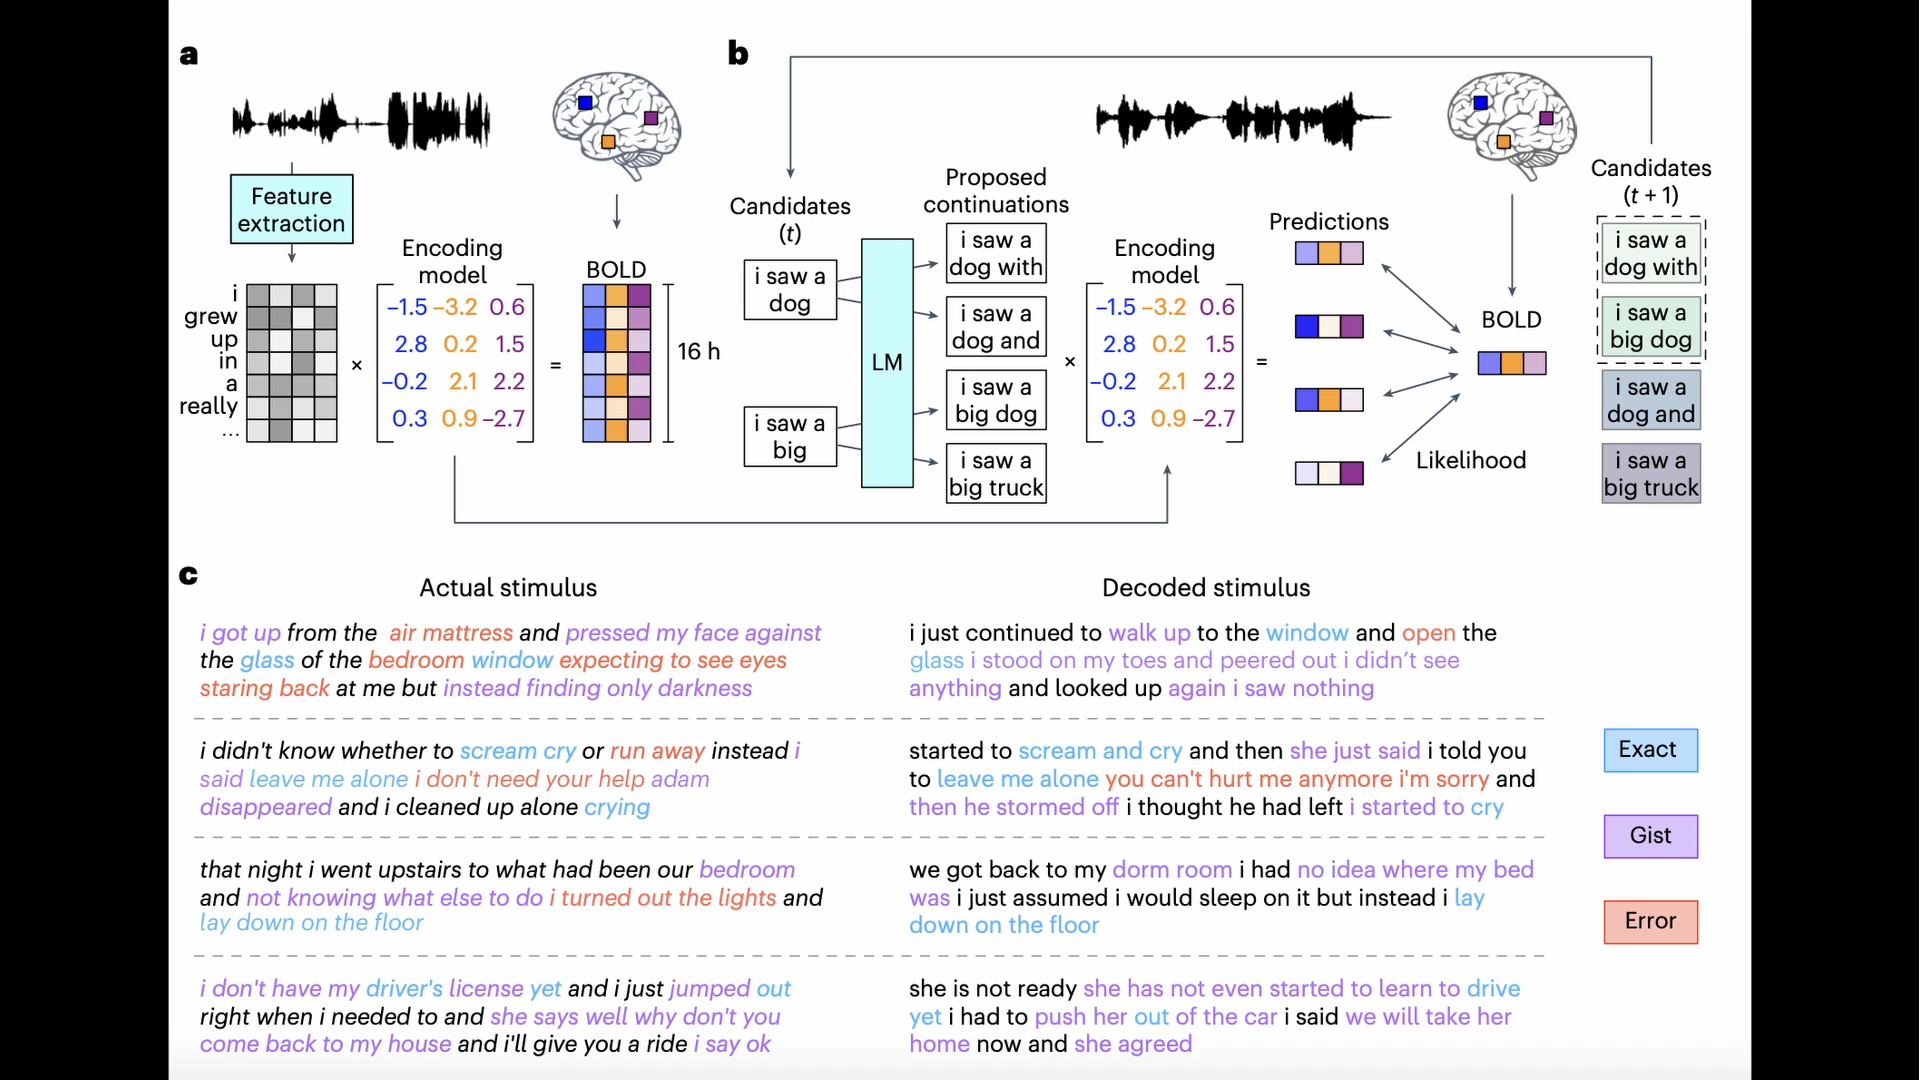 a
Feature
extraction
i
grew
up
in
a
really
...
×
Encoding
model
−1.5 −3.2 0.6
2.8 0.2 1.5
−0.2 2.1 2.2
0.3 0.9 −2.7
=
BOLD
16 h
b
Candidates
(t)
i saw a
dog
i saw a
big
LM
Proposed
continuations
i saw a
dog with
i saw a
dog and
i saw a
big dog
i saw a
big truck
×
Encoding
model
−1.5 −3.2 0.6
2.8 0.2 1.5
−0.2 2.1 2.2
0.3 0.9 −2.7
=
Predictions
BOLD
Likelihood
Candidates
(t + 1)
i saw a
dog with
i saw a
big dog
i saw a
dog and
i saw a
big truck
c
Actual stimulus
i got up from the air mattress and pressed my face against
the glass of the bedroom window expecting to see eyes
staring back at me but instead finding only darkness
i didn't know whether to scream cry or run away instead i
said leave me alone i don't need your help adam
disappeared and i cleaned up alone crying
that night i went upstairs to what had been our bedroom
and not knowing what else to do i turned out the lights and
lay down on the floor
i don't have my driver's license yet and i just jumped out
right when i needed to and she says well why don't you
come back to my house and i'll give you a ride i say ok
Decoded stimulus
i just continued to walk up to the window and open the
glass i stood on my toes and peered out i didn't see
anything and looked up again i saw nothing
started to scream and cry and then she just said i told you
to leave me alone you can't hurt me anymore i'm sorry and
then he stormed off i thought he had left i started to cry
we got back to my dorm room i had no idea where my bed
was i just assumed i would sleep on it but instead i lay
down on the floor
she is not ready she has not even started to learn to drive
yet i had to push her out of the car i said we will take her
home now and she agreed
Exact
Gist
Error